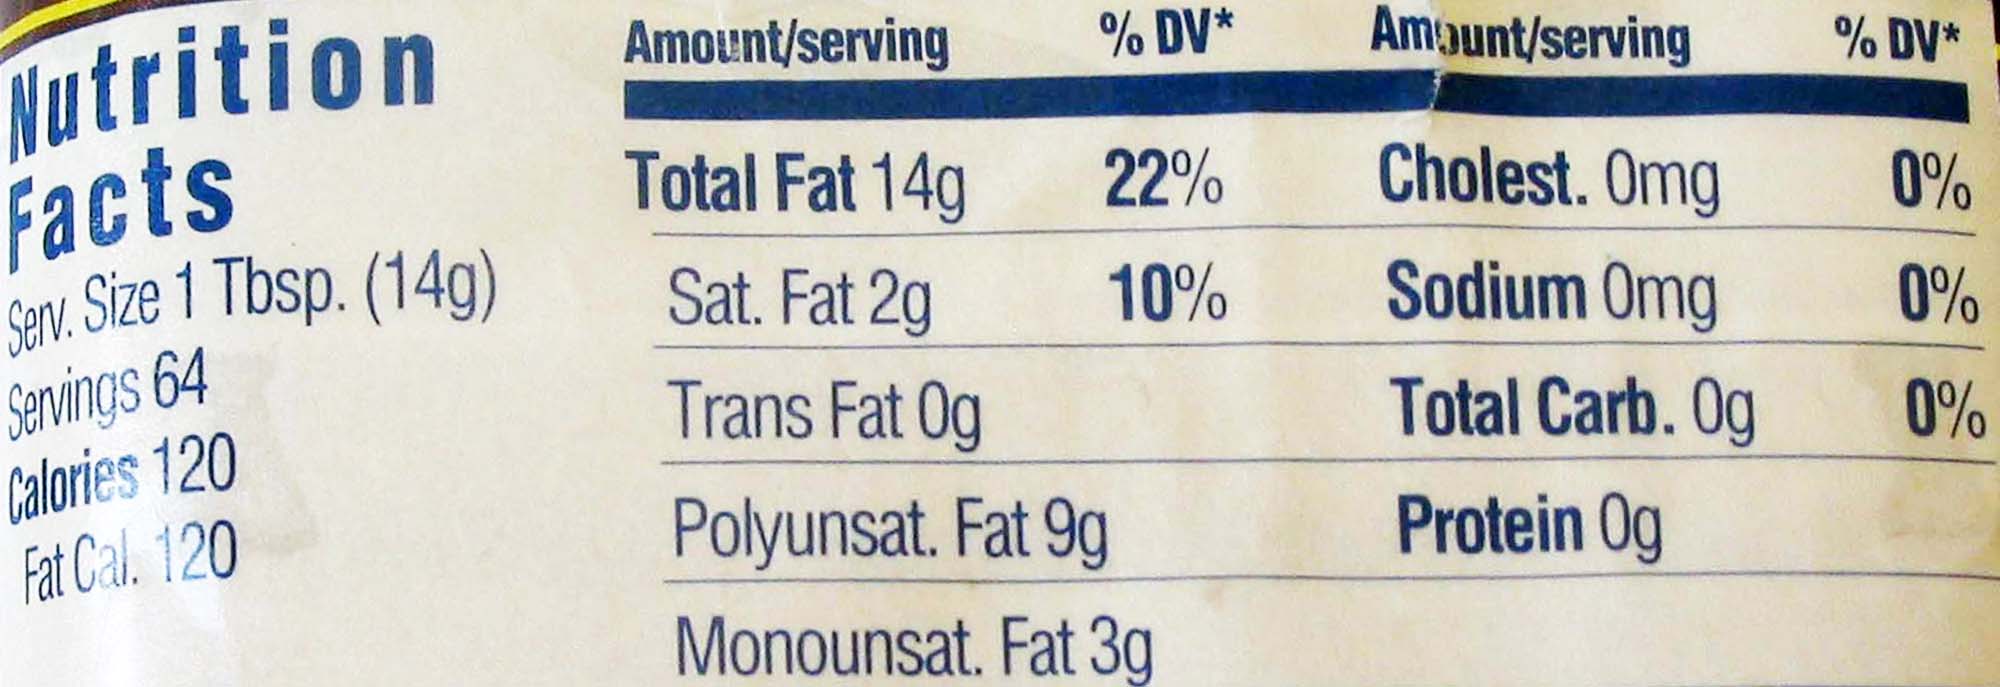 Nutrition
Facts
Serv. Size 1 Tbsp. (14g)
Servings 64
Calories 120
Fat Cal. 120
Amount/serving % DV*
Total Fat 14g 22%
Sat. Fat 2g 10%
Trans Fat 0g
Polyunsat. Fat 9g
Monounsat. Fat 3g
Amount/serving % DV*
Cholest. 0mg 0%
Sodium 0mg 0%
Total Carb. 0g 0%
Protein 0g